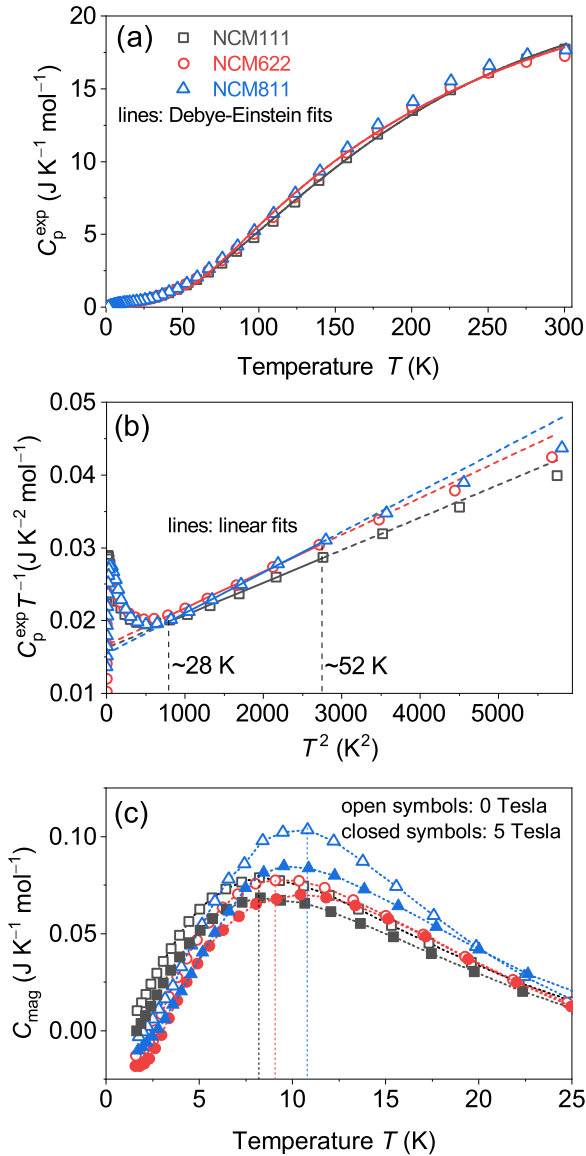 (a)
NCM111
NCM622
NCM811
lines: Debye-Einstein fits
20
15
10
5
0
C_p^exp (J K⁻¹ mol⁻¹)
0 50 100 150 200 250 300
Temperature T (K)
(b)
lines: linear fits
0.05
0.04
0.03
0.02
0.01
C_p^exp T⁻¹(J K⁻² mol⁻¹)
~28 K
~52 K
0 1000 2000 3000 4000 5000
T² (K²)
(c)
open symbols: 0 Tesla
closed symbols: 5 Tesla
0.10
0.05
0.00
C_mag (J K⁻¹ mol⁻¹)
0 5 10 15 20 25
Temperature T (K)